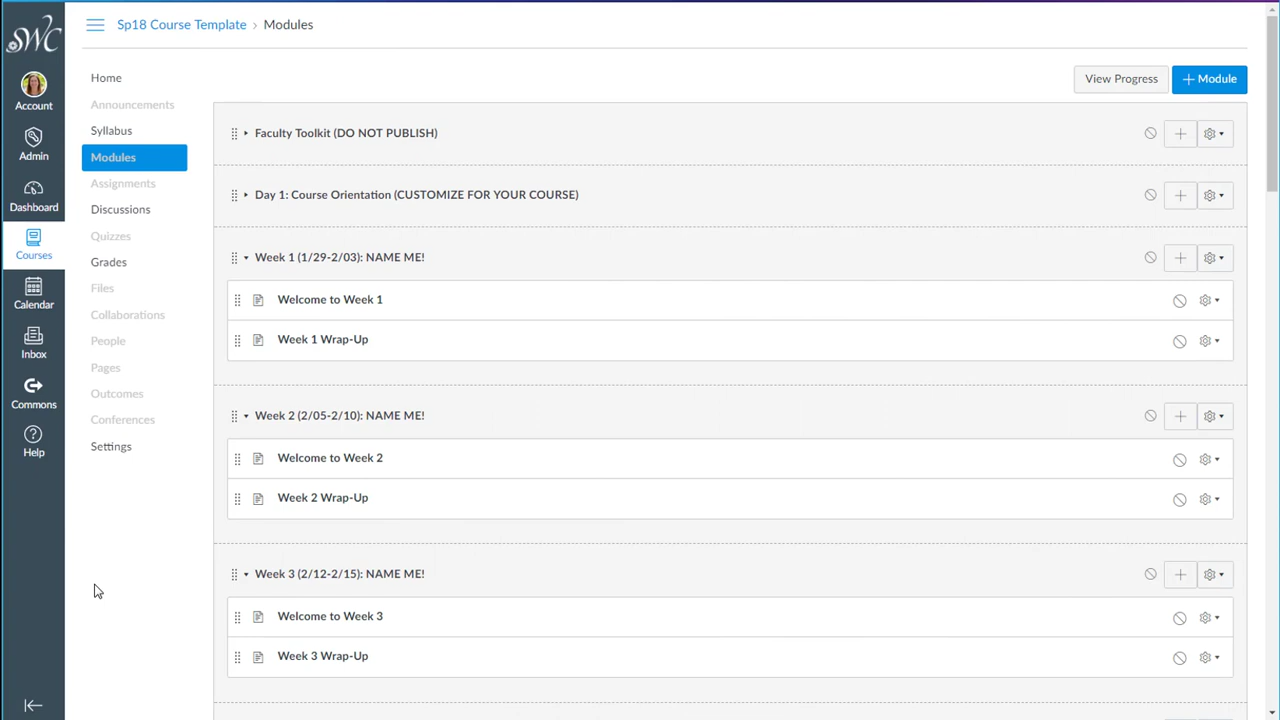 SWC
Account
Admin
Dashboard
Courses
Calendar
Inbox
Commons
Help
Sp18 Course Template › Modules
Home
Announcements
Syllabus
Modules
Assignments
Discussions
Quizzes
Grades
Files
Collaborations
People
Pages
Outcomes
Conferences
Settings
View Progress
+ Module
Faculty Toolkit (DO NOT PUBLISH)
Day 1: Course Orientation (CUSTOMIZE FOR YOUR COURSE)
Week 1 (1/29-2/03): NAME ME!
Welcome to Week 1
Week 1 Wrap-Up
Week 2 (2/05-2/10): NAME ME!
Welcome to Week 2
Week 2 Wrap-Up
Week 3 (2/12-2/15): NAME ME!
Welcome to Week 3
Week 3 Wrap-Up